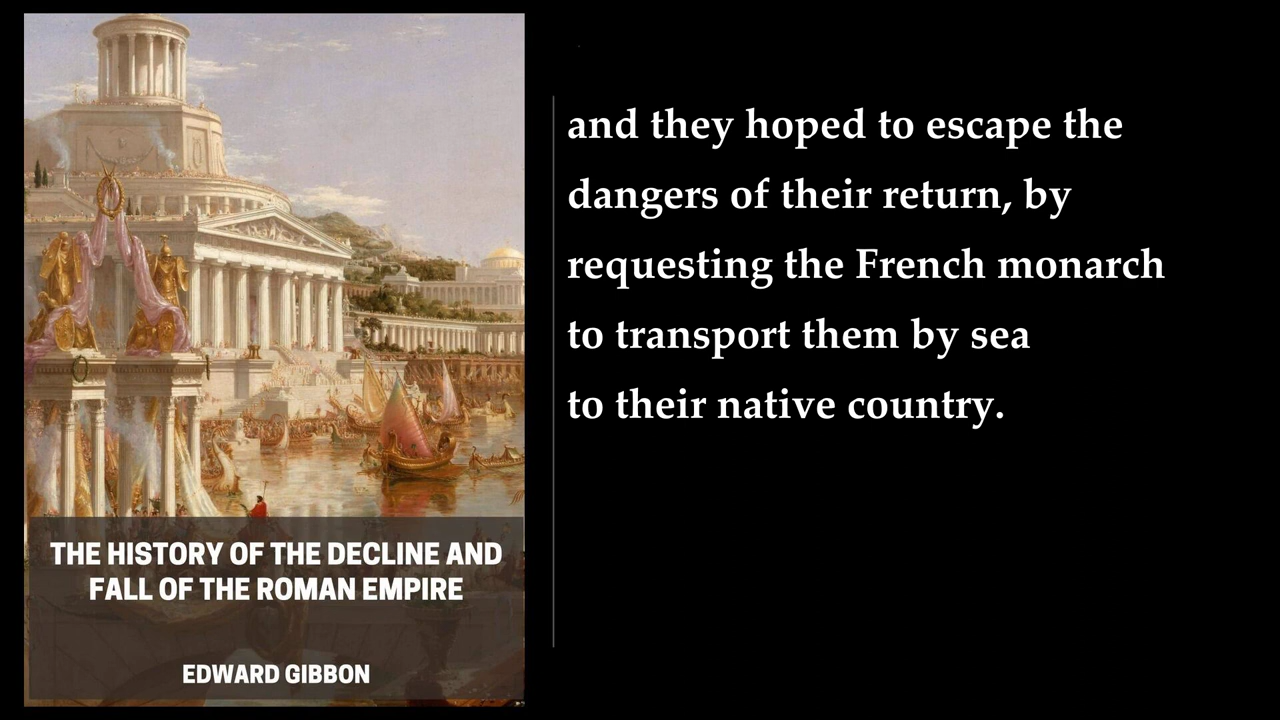 and they hoped to escape the
dangers of their return, by
requesting the French monarch
to transport them by sea
to their native country.
THE HISTORY OF THE DECLINE AND
FALL OF THE ROMAN EMPIRE
EDWARD GIBBON